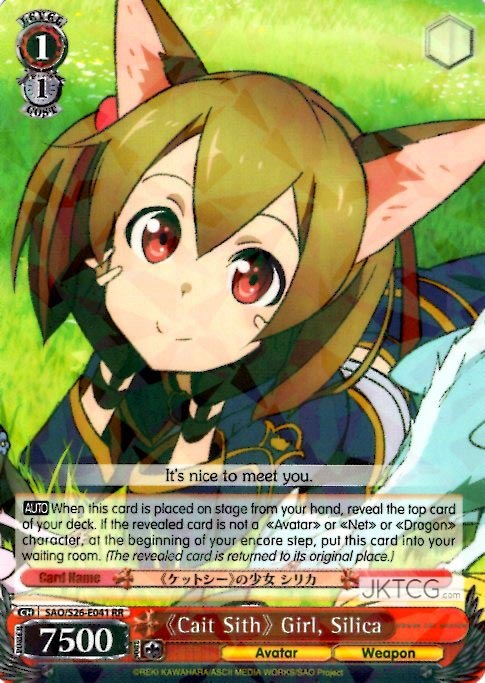 LEVEL
1
1
COST
It's nice to meet you.
AUTO When this card is placed on stage from your hand, reveal the top card
of your deck. If the revealed card is not a «Avatar» or «Net» or «Dragon»
character, at the beginning of your encore step, put this card into your
waiting room. (The revealed card is returned to its original place.)
Card Name 《ケットシー》の少女 シリカ
JKTCG.com
CH SAO/S26-E041 RR
POWER 7500 SOUL
《Cait Sith》 Girl, Silica
Avatar Weapon
©REKI KAWAHARA/ASCII MEDIA WORKS/SAO Project